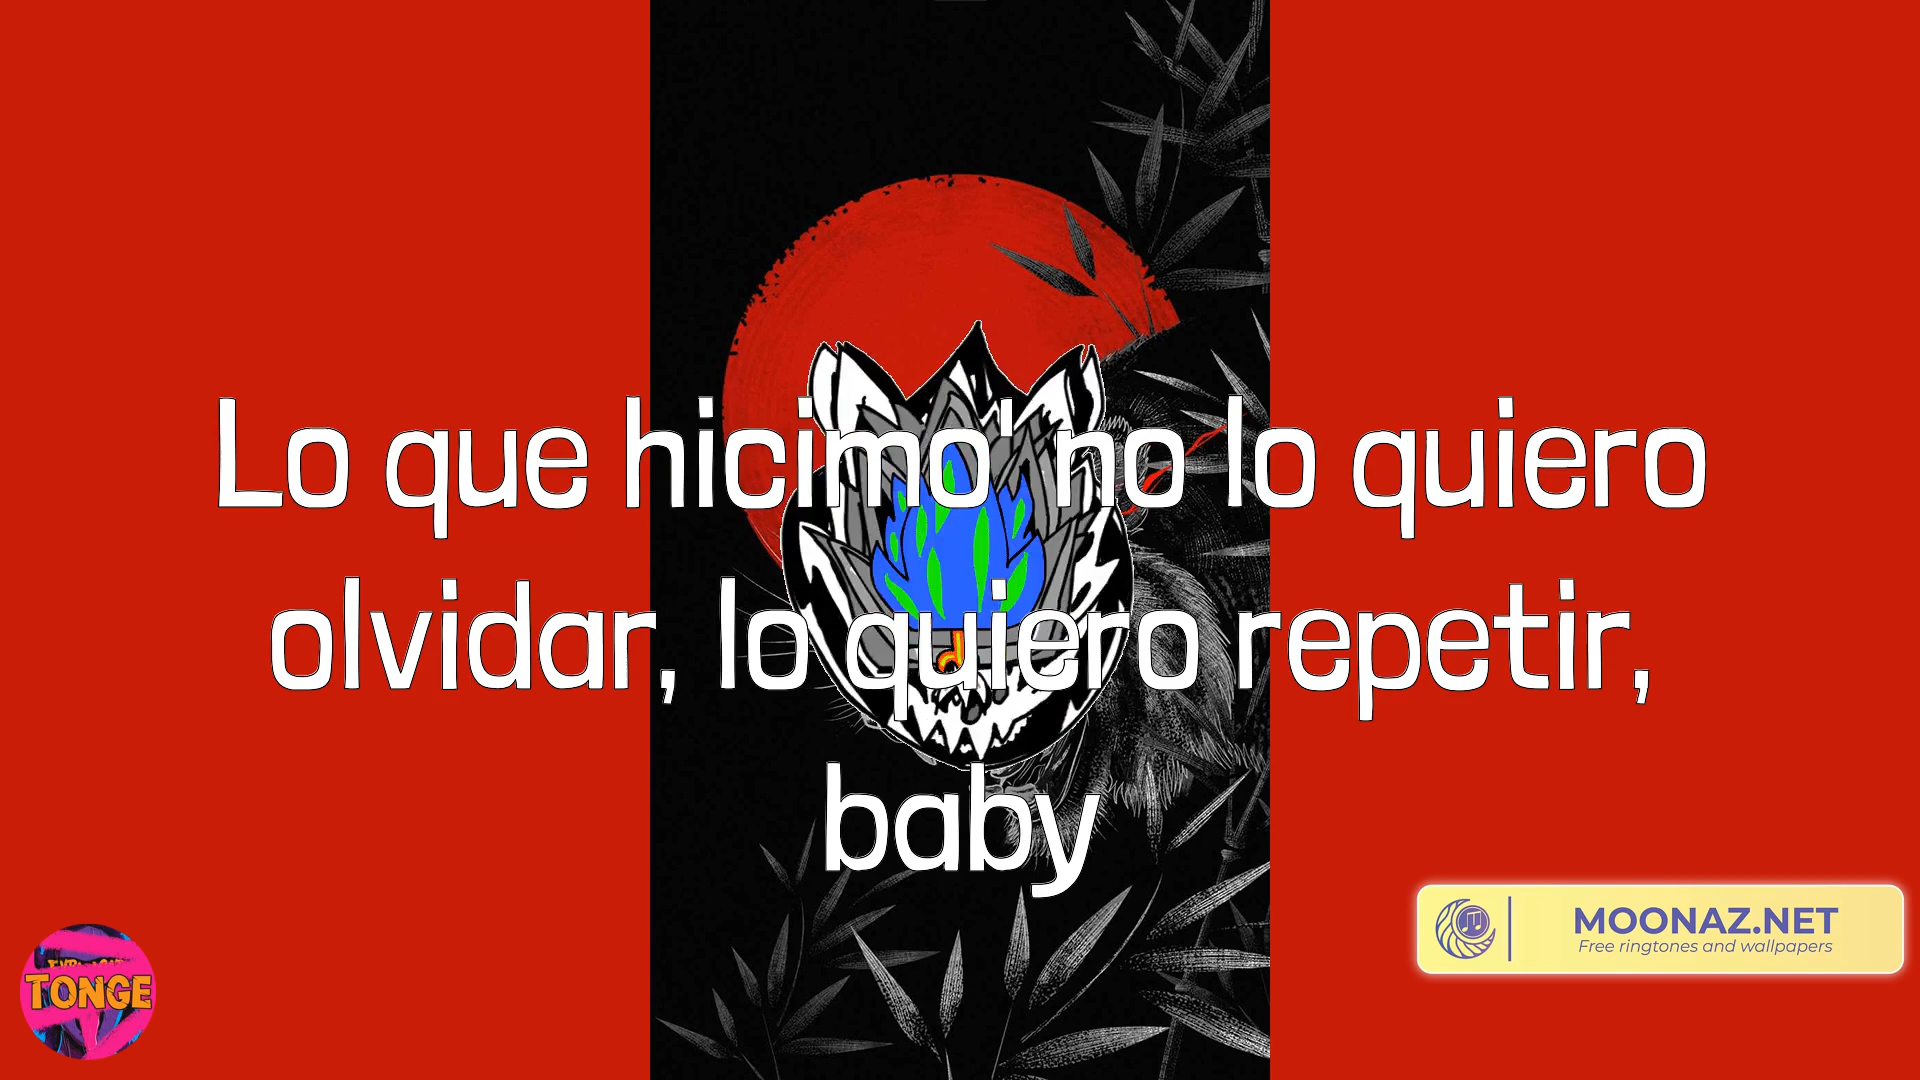 Lo que hicimo' no lo quiero
olvidar, lo quiero repetir,
baby
TONGE
MOONAZ.NET
Free ringtones and wallpapers